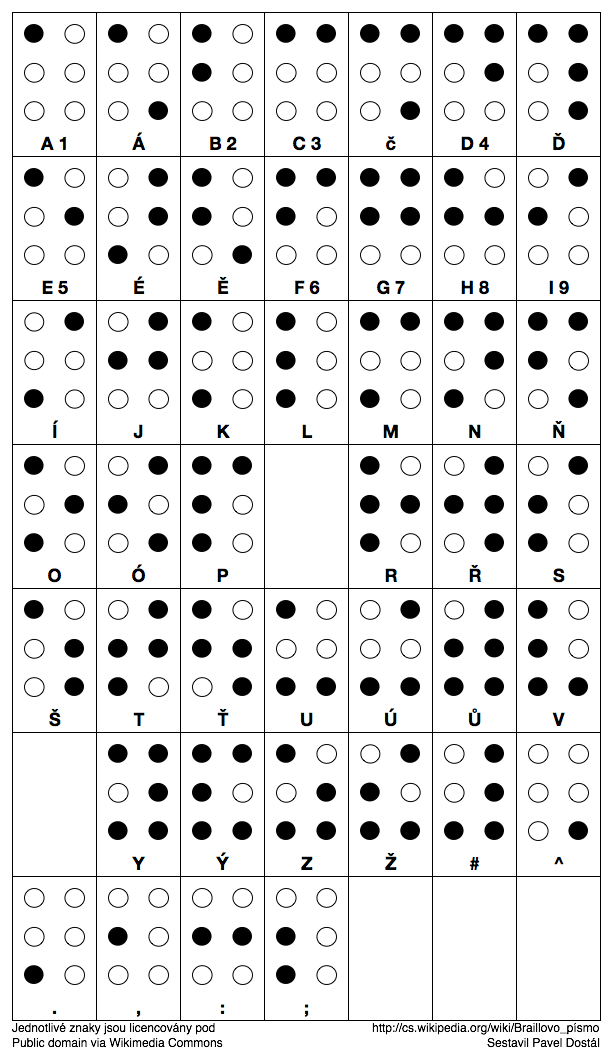 A 1 Á B 2 C 3 č D 4 Ď
E 5 É Ě F 6 G 7 H 8 I 9
Í J K L M N Ň
O Ó P R Ř S
Š T Ť U Ú Ů V
Y Ý Z Ž # ^
. , : ;
Jednotlivé znaky jsou licencovány pod
Public domain via Wikimedia Commons
http://cs.wikipedia.org/wiki/Braillovo_písmo
Sestavil Pavel Dostál